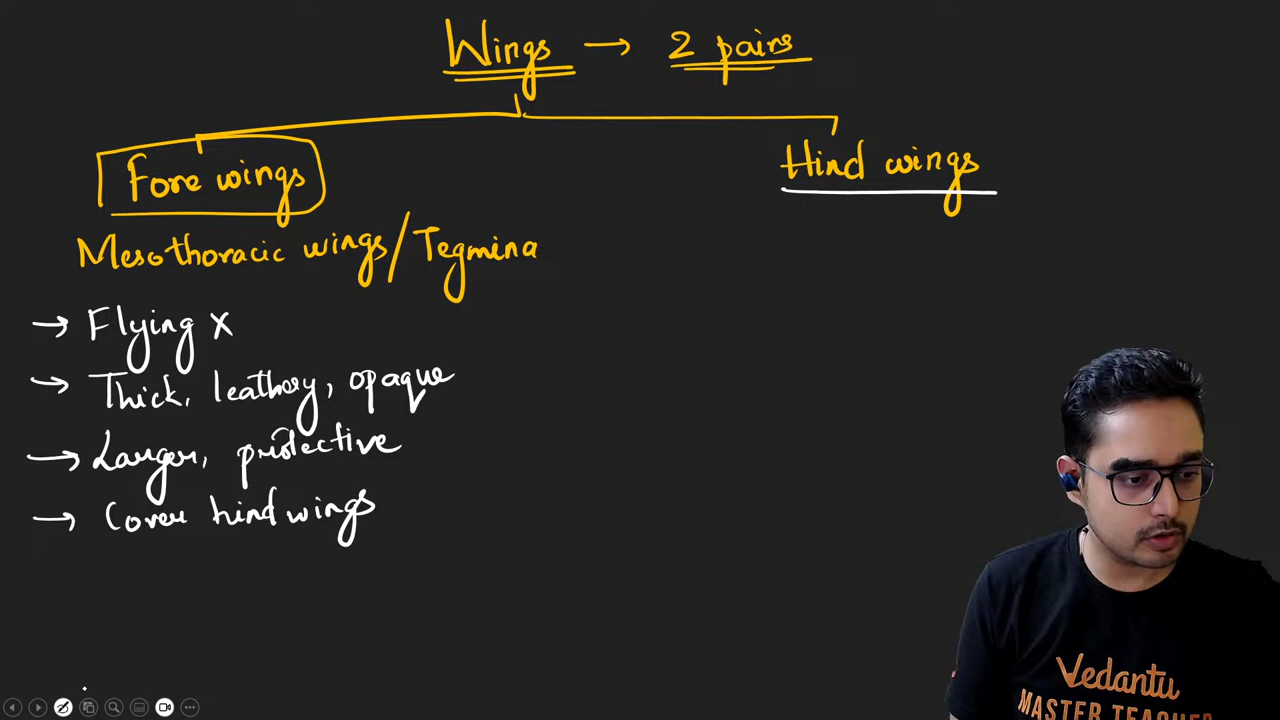 Wings → 2 pairs
Fore wings
Hind wings
Mesothoracic wings/Tegmina
→ Flying x
→ Thick, leathery, opaque
→ Larger, protective
→ Cover hind wings
Vedantu
MASTER TEACHER